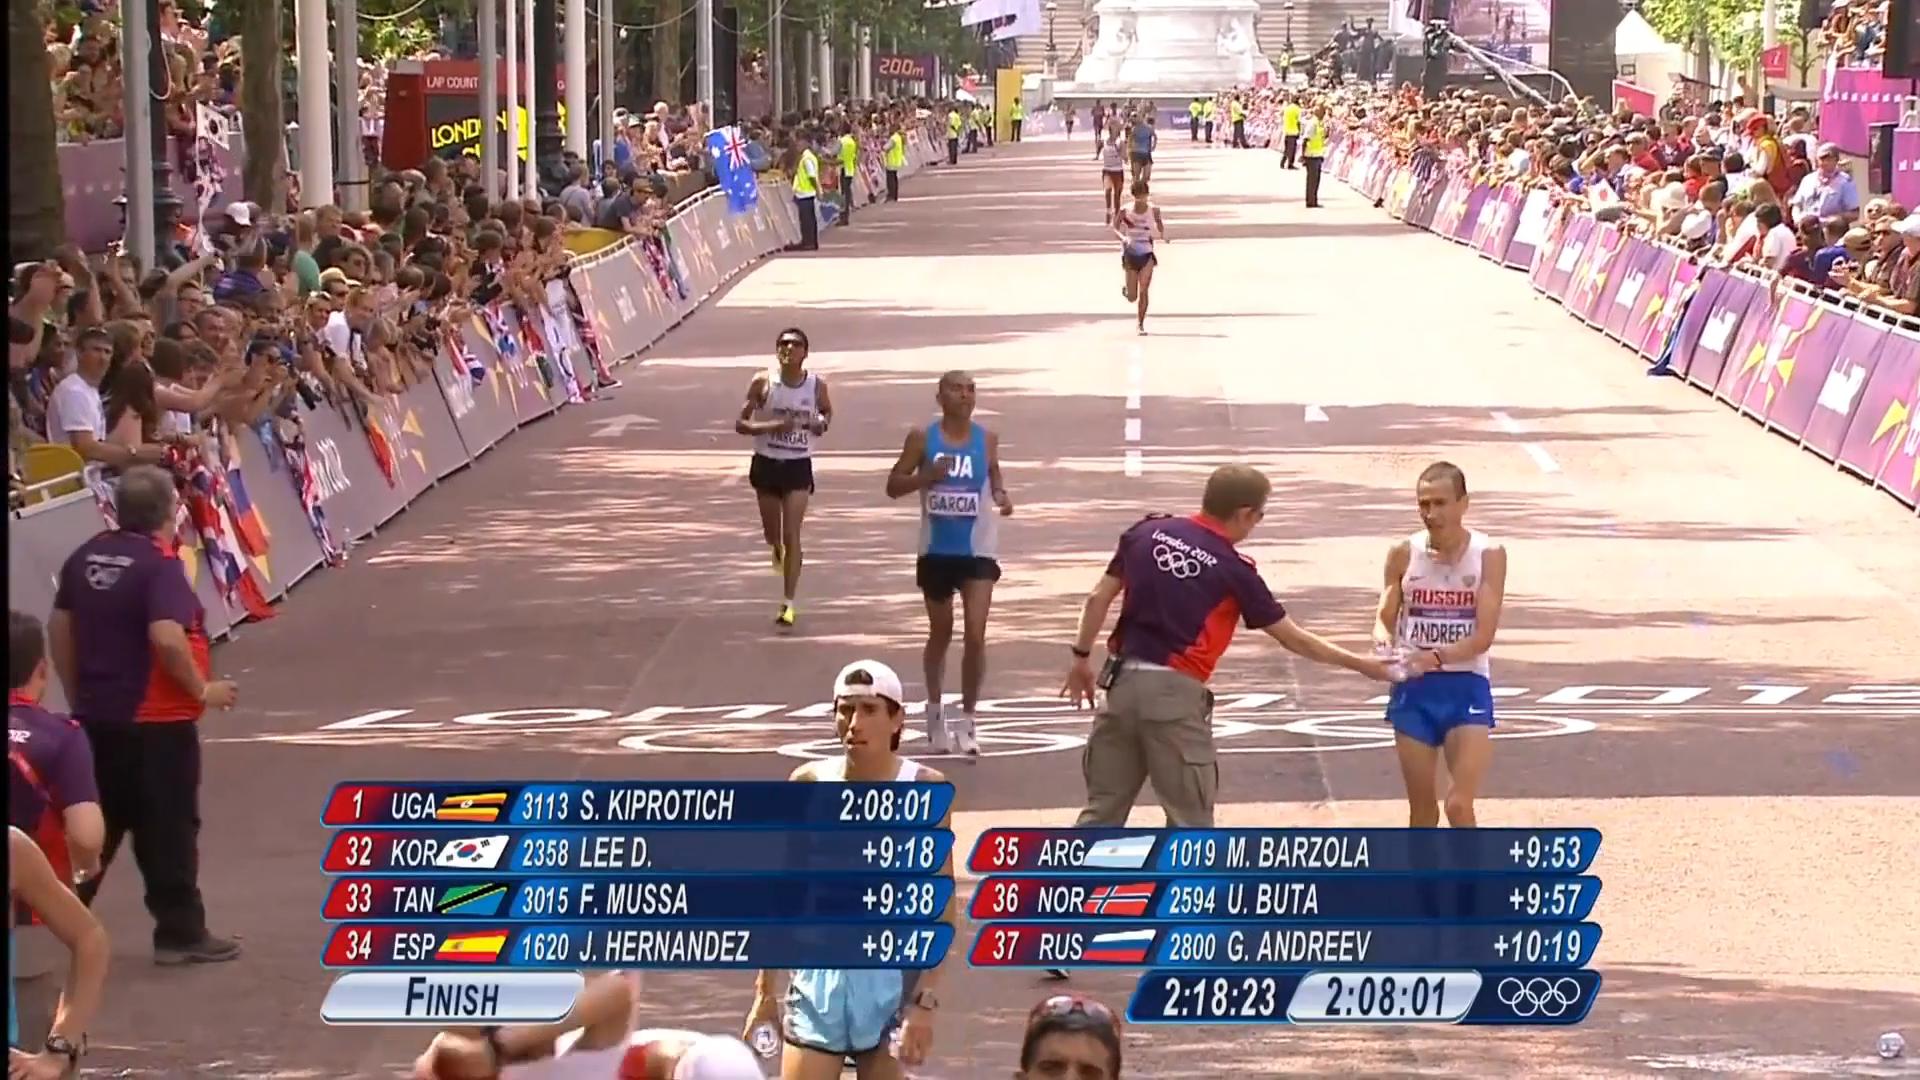 LAP COUNT
LONDON
200m
GUA
GARCIA
VARGAS
London 2012
RUSSIA
ANDREEV
LONDON 2012
1 UGA 3113 S. KIPROTICH 2:08:01
32 KOR 2358 LEE D. +9:18
33 TAN 3015 F. MUSSA +9:38
34 ESP 1620 J. HERNANDEZ +9:47
35 ARG 1019 M. BARZOLA +9:53
36 NOR 2594 U. BUTA +9:57
37 RUS 2800 G. ANDREEV +10:19
FINISH
2:18:23 2:08:01